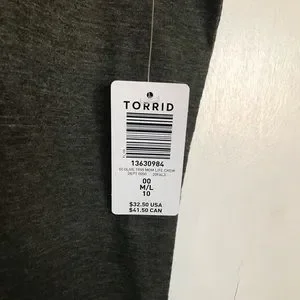 TORRID
13630984
00
M/L
10
$32.50 USA
$41.50 CAN